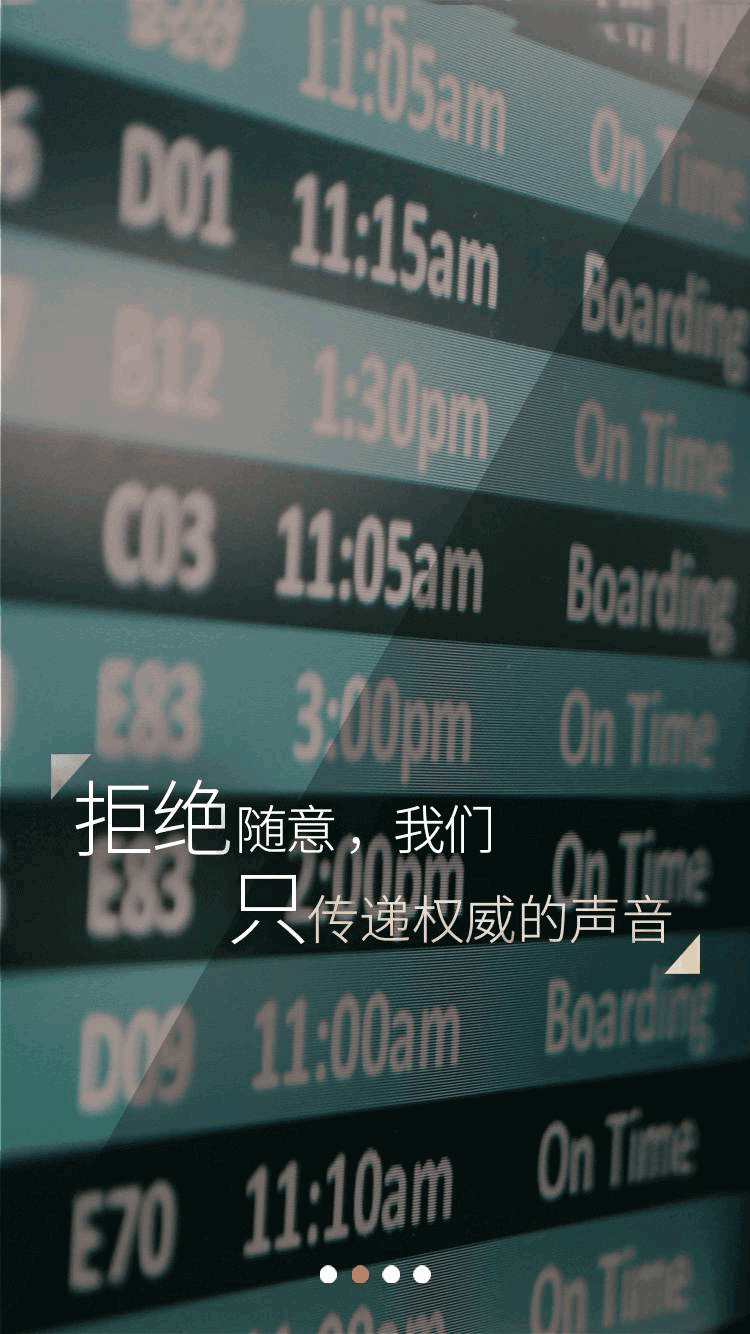 11:05am On Time
D01 11:15am Boarding
B12 1:30pm On Time
C03 11:05am Boarding
E83 3:00pm On Time
拒绝随意，我们
E83 2:00pm On Time
只传递权威的声音
D09 11:00am Boarding
E70 11:10am On Time
On Time